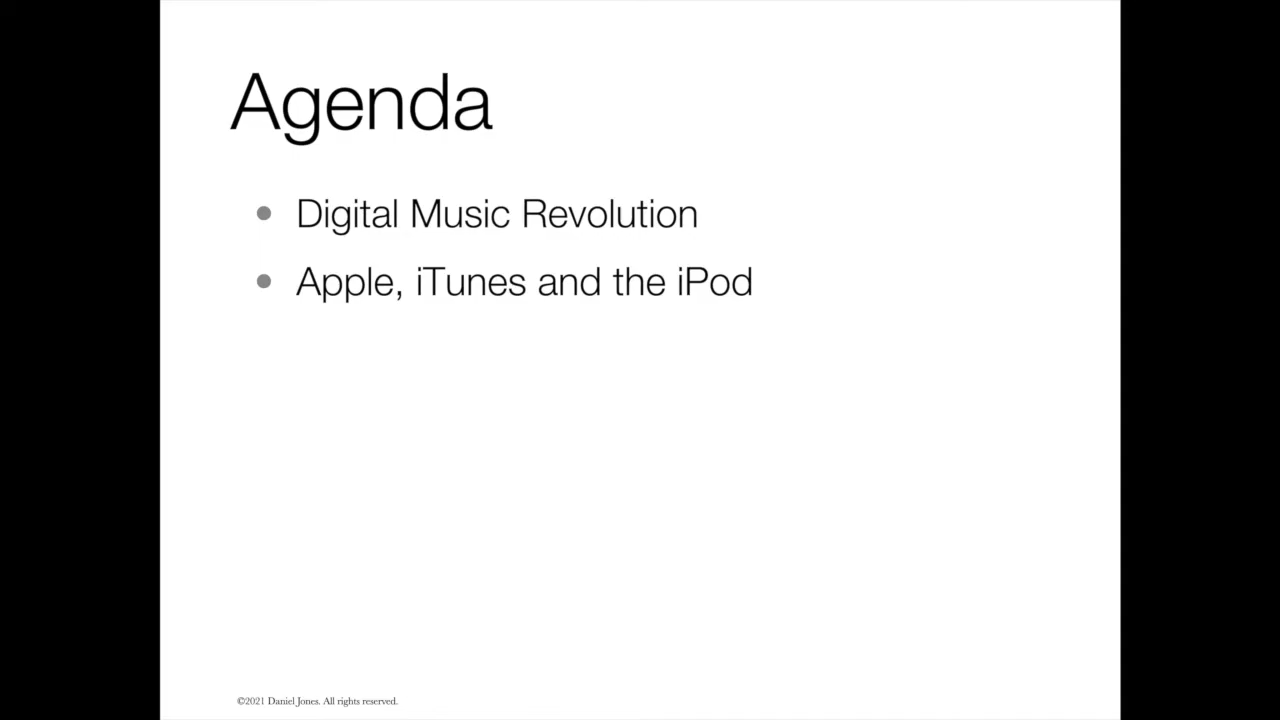 Agenda
• Digital Music Revolution
• Apple, iTunes and the iPod
©2021 Daniel Jones. All rights reserved.